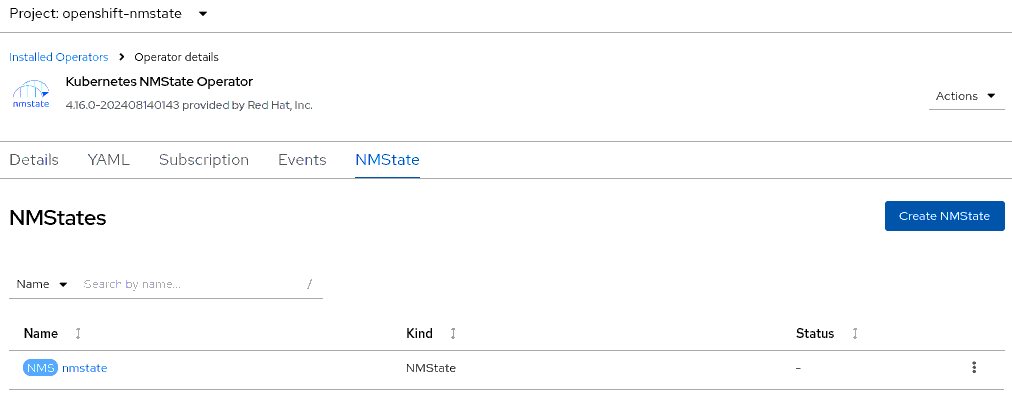 Project: openshift-nmstate
Installed Operators > Operator details
nmstate
Kubernetes NMState Operator
4.16.0-202408140143 provided by Red Hat, Inc.
Actions
Details YAML Subscription Events NMState
NMStates
Create NMState
Name Search by name... /
Name Kind Status
NMS nmstate NMState -